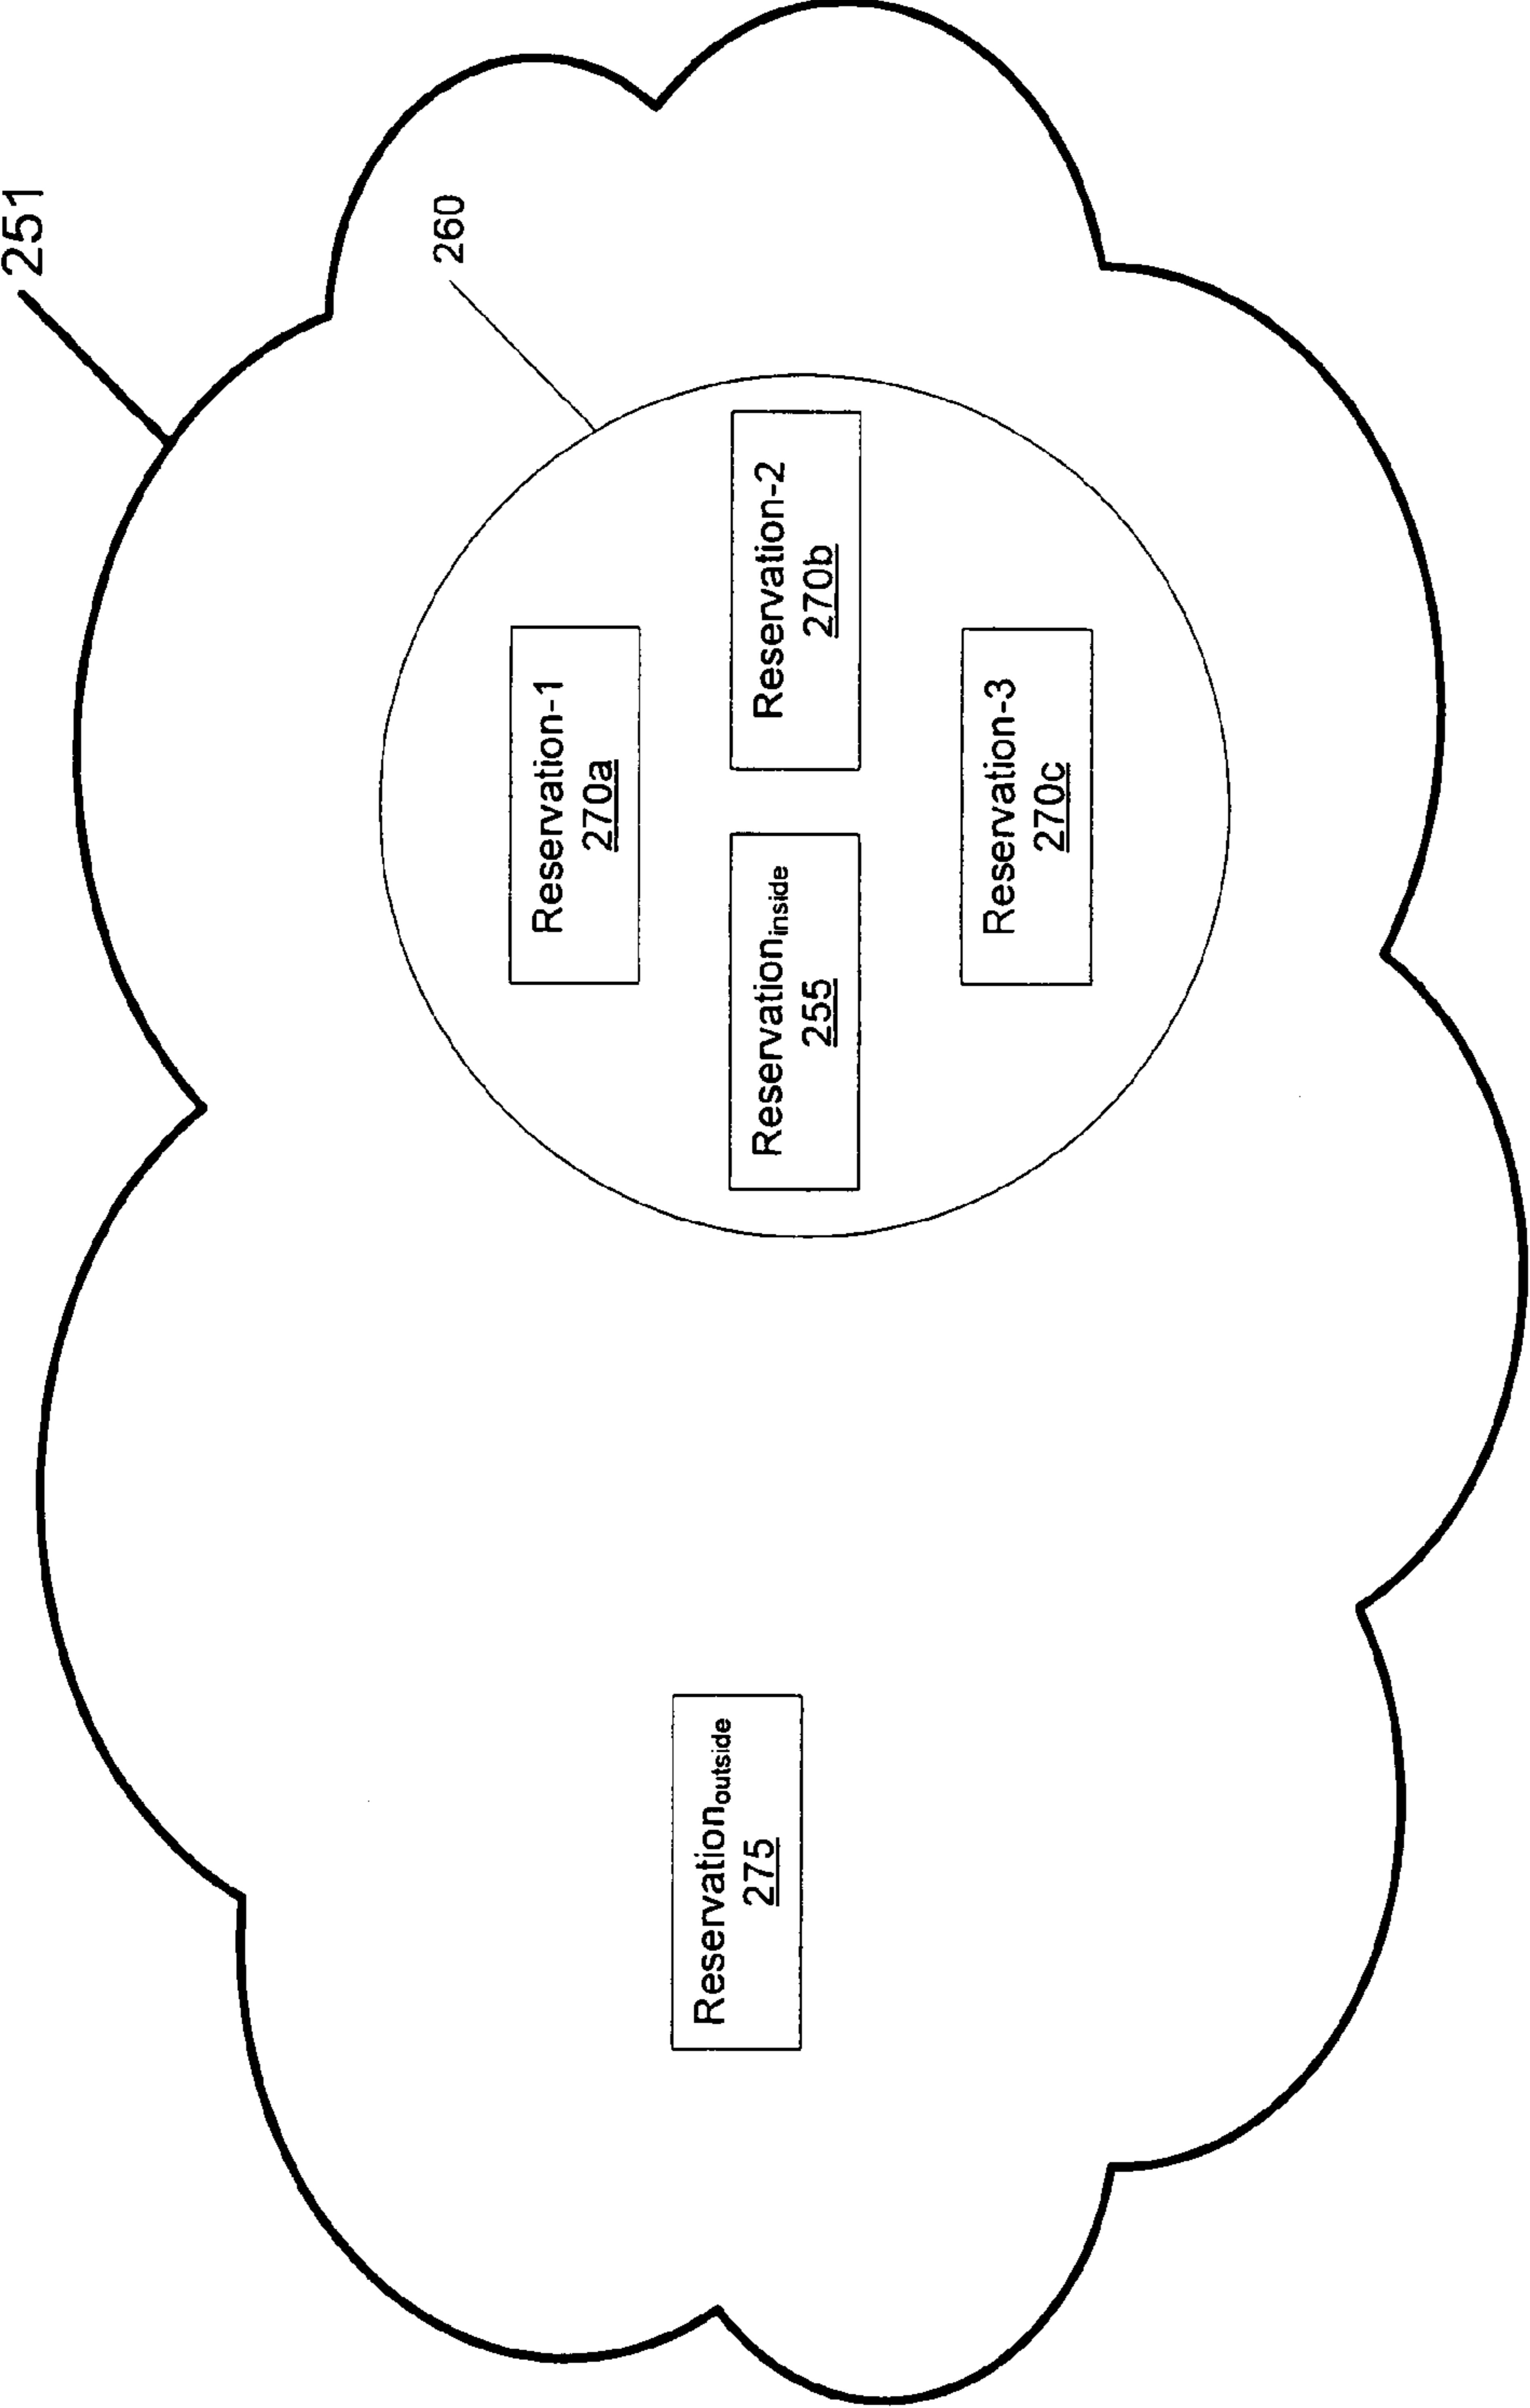 251
260
Reservation-1
270a
Reservationinside
255
Reservation-2
270b
Reservation-3
270c
Reservationoutside
275